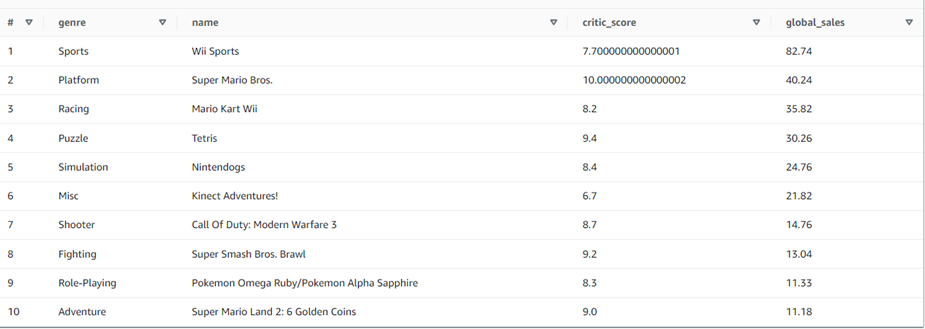 # genre name critic_score global_sales
1 Sports Wii Sports 7.700000000000001 82.74
2 Platform Super Mario Bros. 10.000000000000002 40.24
3 Racing Mario Kart Wii 8.2 35.82
4 Puzzle Tetris 9.4 30.26
5 Simulation Nintendogs 8.4 24.76
6 Misc Kinect Adventures! 6.7 21.82
7 Shooter Call Of Duty: Modern Warfare 3 8.7 14.76
8 Fighting Super Smash Bros. Brawl 9.2 13.04
9 Role-Playing Pokemon Omega Ruby/Pokemon Alpha Sapphire 8.3 11.33
10 Adventure Super Mario Land 2: 6 Golden Coins 9.0 11.18